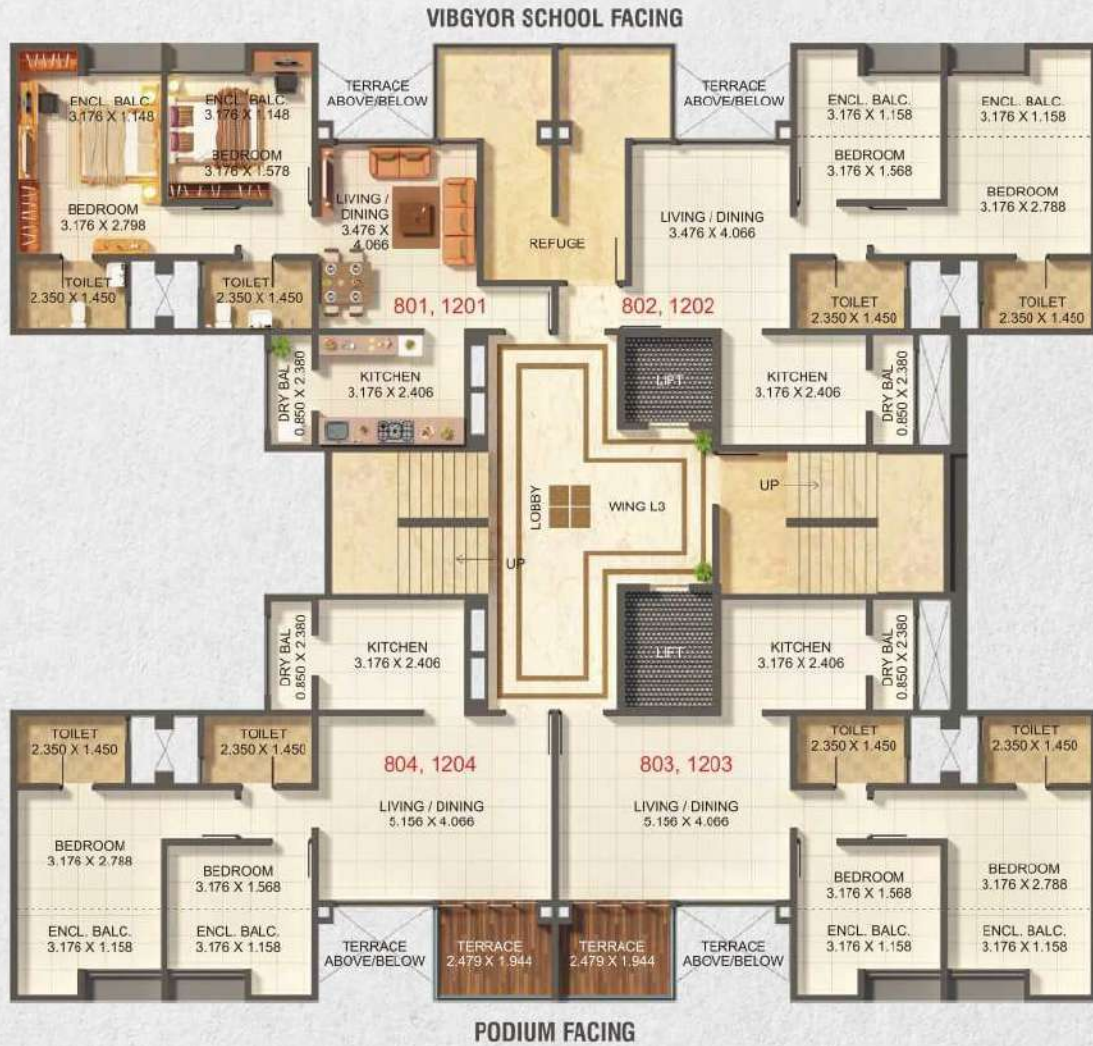 VIBGYOR SCHOOL FACING
ENCL. BALC.
3.176 X 1.148
ENCL. BALC.
3.176 X 1.148
BEDROOM
3.176 X 1.578
BEDROOM
3.176 X 2.798
TERRACE
ABOVE/BELOW
LIVING /
DINING
3.476 X
4.066
TOILET
2.350 X 1.450
TOILET
2.350 X 1.450
801, 1201
KITCHEN
3.176 X 2.406
DRY BAL
0.850 X 2.380
REFUGE
TERRACE
ABOVE/BELOW
LIVING / DINING
3.476 X 4.066
802, 1202
ENCL. BALC.
3.176 X 1.158
BEDROOM
3.176 X 1.568
ENCL. BALC.
3.176 X 1.158
BEDROOM
3.176 X 2.788
TOILET
2.350 X 1.450
TOILET
2.350 X 1.450
LIFT
KITCHEN
3.176 X 2.406
DRY BAL
0.850 X 2.380
LOBBY
WING L3
UP
UP
DRY BAL
0.850 X 2.380
KITCHEN
3.176 X 2.406
LIFT
KITCHEN
3.176 X 2.406
DRY BAL
0.850 X 2.380
TOILET
2.350 X 1.450
TOILET
2.350 X 1.450
804, 1204
LIVING / DINING
5.156 X 4.066
BEDROOM
3.176 X 2.788
BEDROOM
3.176 X 1.568
ENCL. BALC.
3.176 X 1.158
ENCL. BALC.
3.176 X 1.158
TERRACE
ABOVE/BELOW
TERRACE
2.479 X 1.944
803, 1203
LIVING / DINING
5.156 X 4.066
TOILET
2.350 X 1.450
TOILET
2.350 X 1.450
BEDROOM
3.176 X 1.568
BEDROOM
3.176 X 2.788
ENCL. BALC.
3.176 X 1.158
ENCL. BALC.
3.176 X 1.158
TERRACE
2.479 X 1.944
TERRACE
ABOVE/BELOW
PODIUM FACING